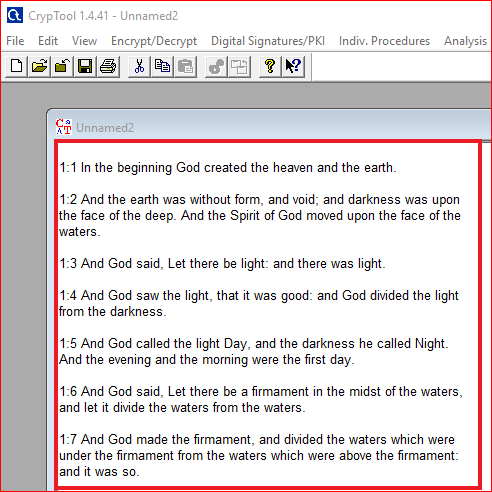 CrypTool 1.4.41 - Unnamed2
File Edit View Encrypt/Decrypt Digital Signatures/PKI Indiv. Procedures Analysis
Unnamed2
1:1 In the beginning God created the heaven and the earth.
1:2 And the earth was without form, and void; and darkness was upon
the face of the deep. And the Spirit of God moved upon the face of the
waters.
1:3 And God said, Let there be light: and there was light.
1:4 And God saw the light, that it was good: and God divided the light
from the darkness.
1:5 And God called the light Day, and the darkness he called Night.
And the evening and the morning were the first day.
1:6 And God said, Let there be a firmament in the midst of the waters,
and let it divide the waters from the waters.
1:7 And God made the firmament, and divided the waters which were
under the firmament from the waters which were above the firmament:
and it was so.